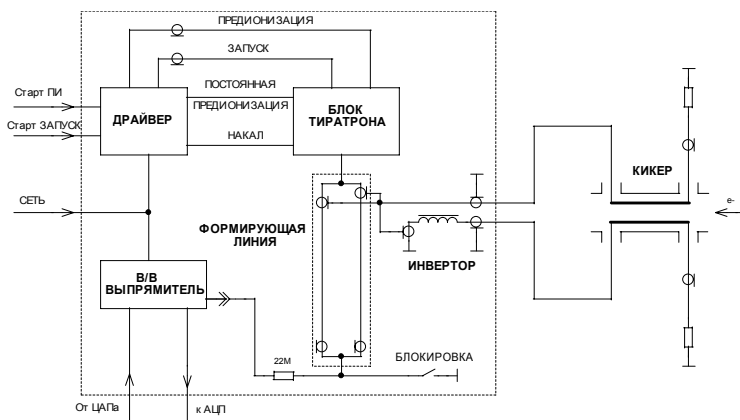 ПРЕДИОНИЗАЦИЯ
ЗАПУСК
Старт ПИ
ПОСТОЯННАЯ
ДРАЙВЕР
ПРЕДИОНИЗАЦИЯ
БЛОК
ТИРАТРОНА
Старт ЗАПУСК
НАКАЛ
КИКЕР
СЕТЬ
e-
ФОРМИРУЮЩАЯ
ЛИНИЯ
ИНВЕРТОР
В/В
ВЫПРЯМИТЕЛЬ
22М
БЛОКИРОВКА
От ЦАПа
к АЦП